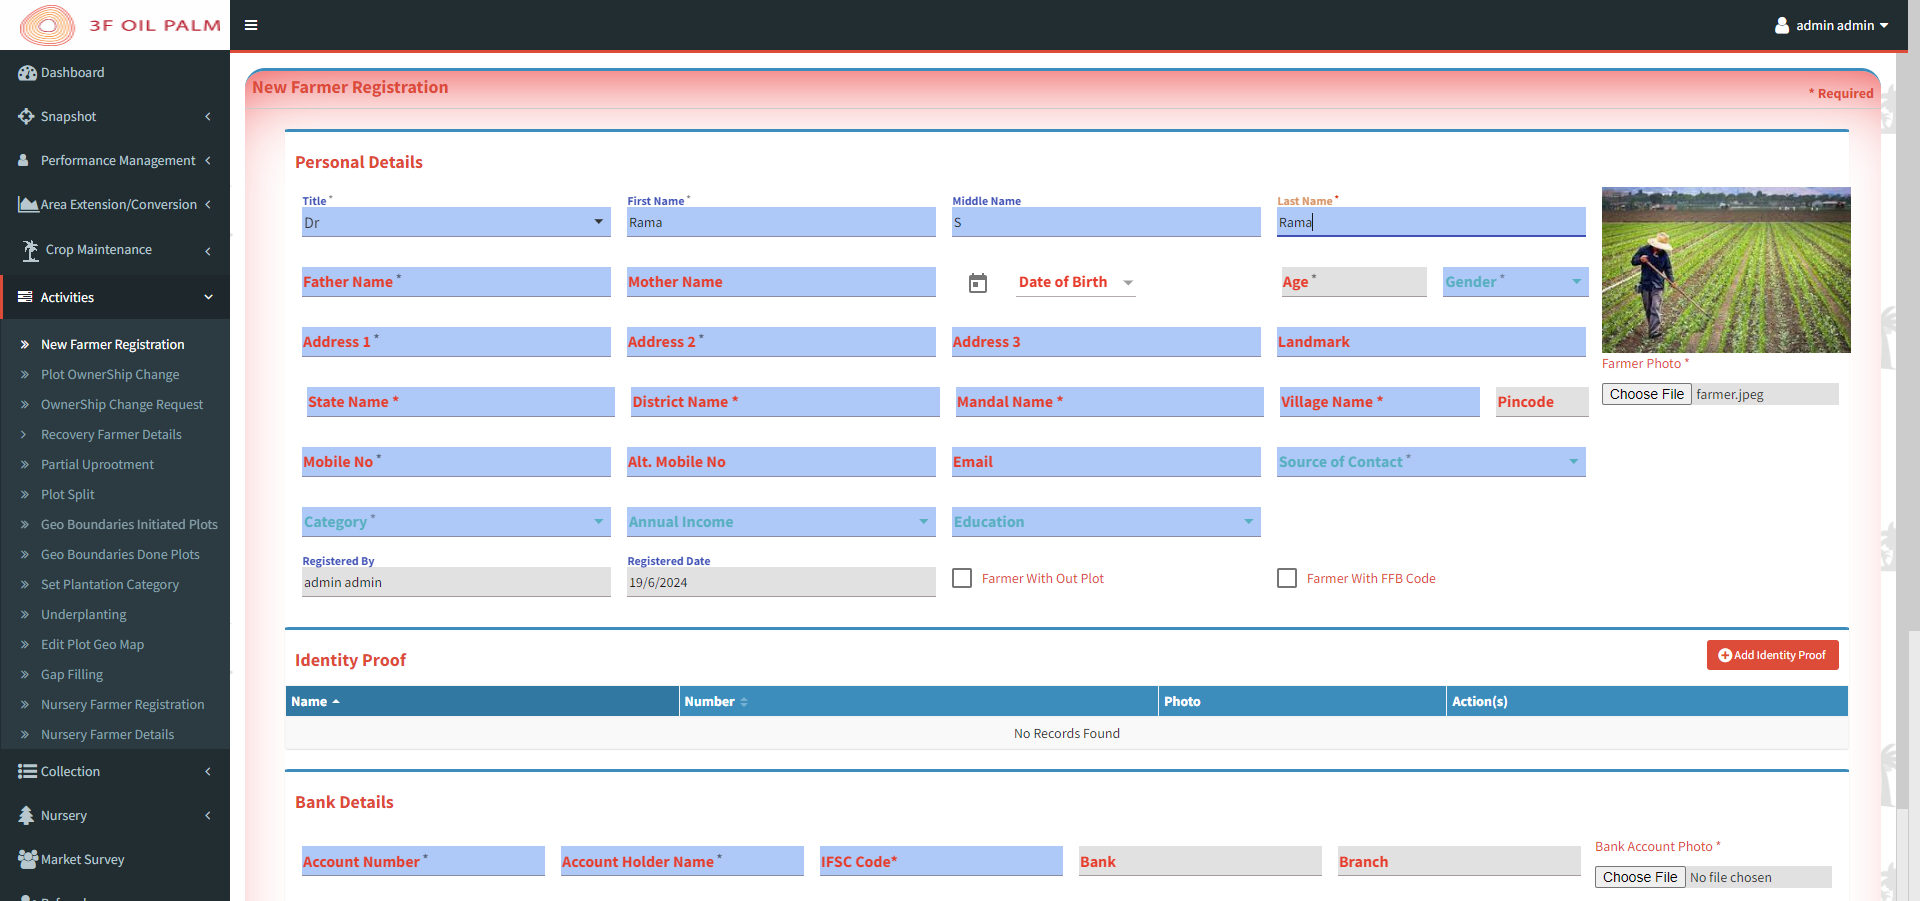 3F OIL PALM
admin admin
Dashboard
Snapshot
Performance Management
Area Extension/Conversion
Crop Maintenance
Activities
New Farmer Registration
Plot OwnerShip Change
OwnerShip Change Request
Recovery Farmer Details
Partial Uprootment
Plot Split
Geo Boundaries Initiated Plots
Geo Boundaries Done Plots
Set Plantation Category
Underplanting
Edit Plot Geo Map
Gap Filling
Nursery Farmer Registration
Nursery Farmer Details
Collection
Nursery
Market Survey
New Farmer Registration
* Required
Personal Details
Title * First Name * Middle Name Last Name *
Dr Rama S Rama
Father Name * Mother Name Date of Birth Age * Gender *
Address 1 * Address 2 * Address 3 Landmark
Farmer Photo *
Choose File farmer.jpeg
State Name * District Name * Mandal Name * Village Name * Pincode
Mobile No * Alt. Mobile No Email Source of Contact *
Category * Annual Income Education
Registered By Registered Date
admin admin 19/6/2024 Farmer With Out Plot Farmer With FFB Code
Identity Proof Add Identity Proof
Name Number Photo Action(s)
No Records Found
Bank Details
Bank Account Photo *
Account Number * Account Holder Name * IFSC Code* Bank Branch
Choose File No file chosen